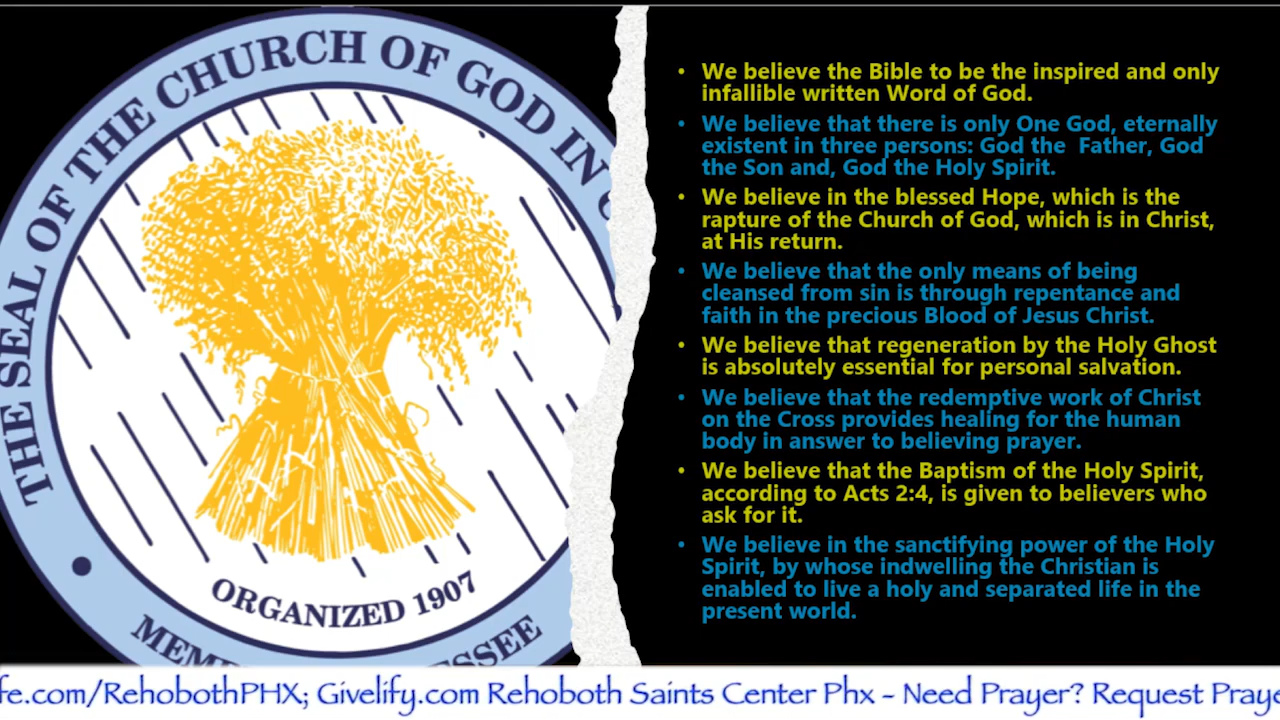 THE SEAL OF THE CHURCH OF GOD IN
ORGANIZED 1907
• We believe the Bible to be the inspired and only
infallible written Word of God.
• We believe that there is only One God, eternally
existent in three persons: God the Father, God
the Son and, God the Holy Spirit.
• We believe in the blessed Hope, which is the
rapture of the Church of God, which is in Christ,
at His return.
• We believe that the only means of being
cleansed from sin is through repentance and
faith in the precious Blood of Jesus Christ.
• We believe that regeneration by the Holy Ghost
is absolutely essential for personal salvation.
• We believe that the redemptive work of Christ
on the Cross provides healing for the human
body in answer to believing prayer.
• We believe that the Baptism of the Holy Spirit,
according to Acts 2:4, is given to believers who
ask for it.
• We believe in the sanctifying power of the Holy
Spirit, by whose indwelling the Christian is
enabled to live a holy and separated life in the
present world.
fe.com/RehobothPHX; Givelify.com Rehoboth Saints Center Phx - Need Prayer? Request Praye